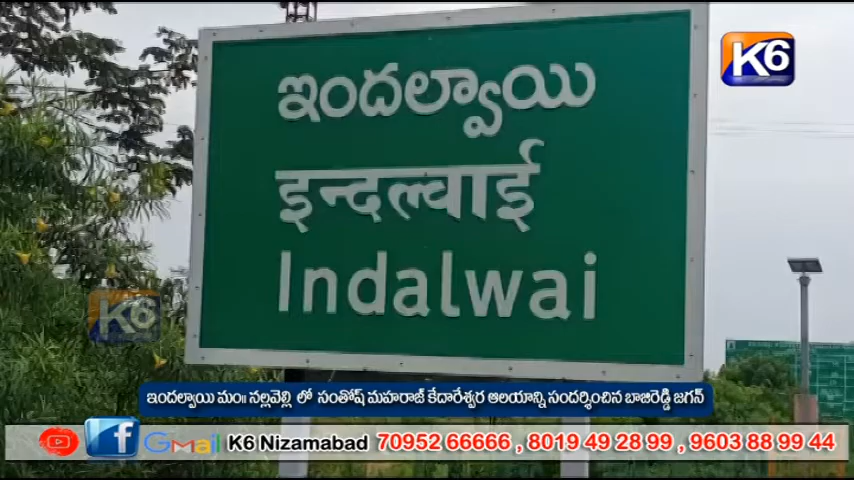 K6
ఇందల్వాయి
इन्दल्वाई
Indalwai
K6
ఇందల్వాయి మం॥ నల్లవెల్లి లో సంతోష్ మహరాజ్ కేదారేశ్వర ఆలయాన్ని సందర్శించిన బాజిరెడ్డి జగన్
f Gmail K6 Nizamabad 70952 66666 , 8019 49 28 99 , 9603 88 99 44